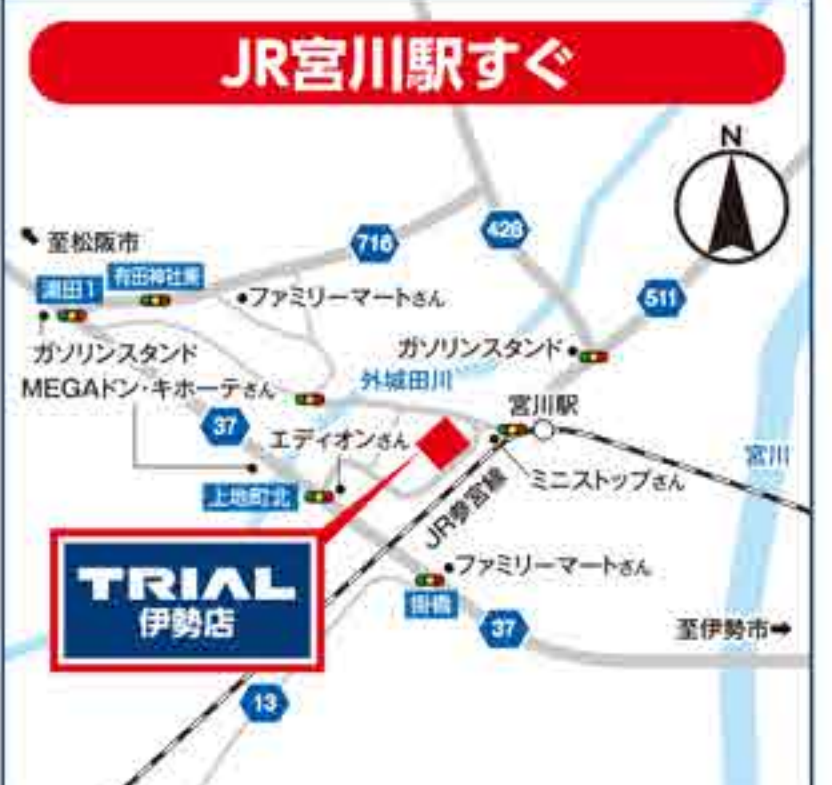 JR宮川駅すぐ
N
至松阪市
716
428
有田神社東
湯田1
ファミリーマートさん
511
ガソリンスタンド
ガソリンスタンド
外城田川
MEGAドン・キホーテさん
宮川駅
37
エディオンさん
宮川
ミニストップさん
上地町北
JR参宮線
ファミリーマートさん
TRIAL
伊勢店
掛橋
37
至伊勢市
13